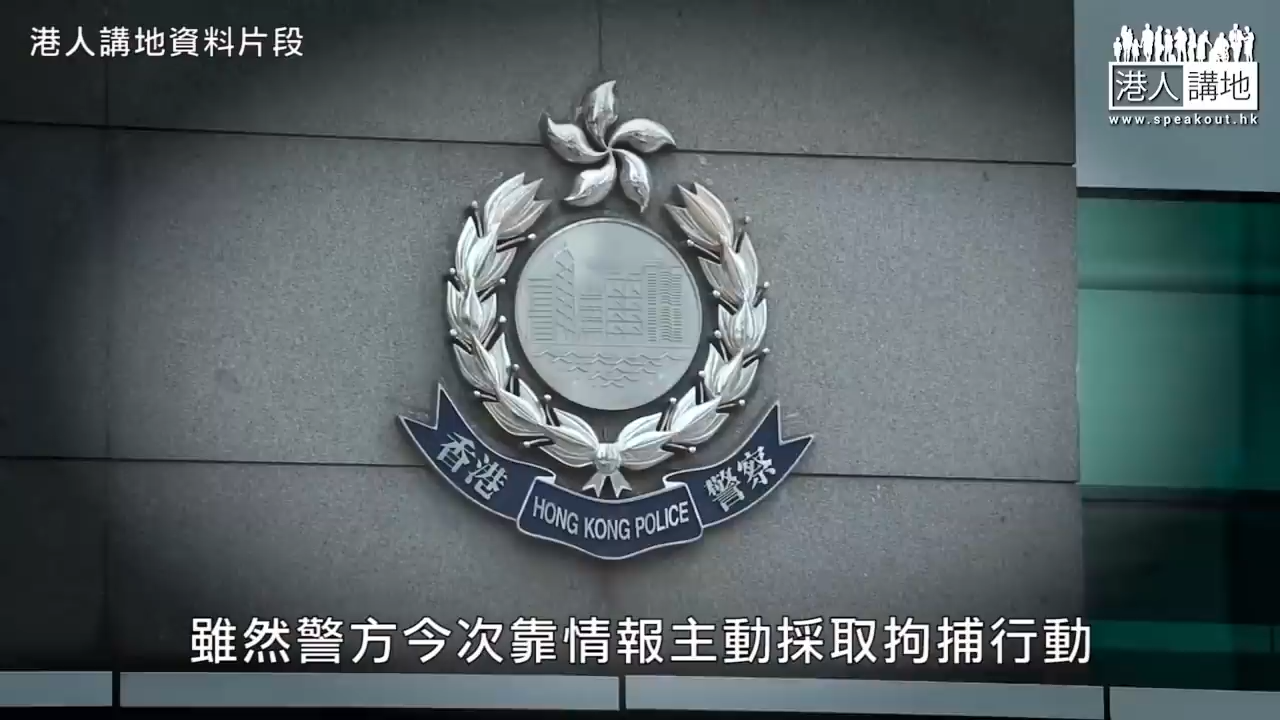 港人講地資料片段
港人講地
www.speakout.hk
香港
HONG KONG POLICE
警察
雖然警方今次靠情報主動採取拘捕行動